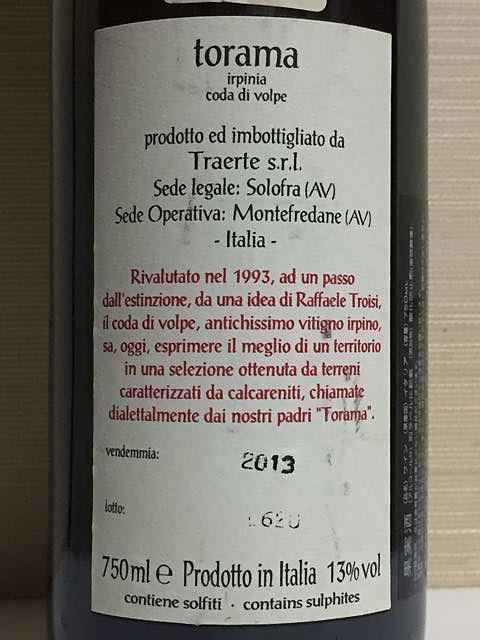 torama
irpinia
coda di volpe
prodotto ed imbottigliato da
Traerte s.r.l.
Sede legale: Solofra (AV)
Sede Operativa: Montefredane (AV)
- Italia -
Rivalutato nel 1993, ad un passo
dall'estinzione, da una idea di Raffaele Troisi,
il coda di volpe, antichissimo vitigno irpino,
sa, oggi, esprimere il meglio di un territorio
in una selezione ottenuta da terreni
caratterizzati da calcareniti, chiamate
dialettalmente dai nostri padri "Torama".
vendemmia: 2013
lotto:
750ml e Prodotto in Italia 13% vol
contiene solfiti · contains sulphites